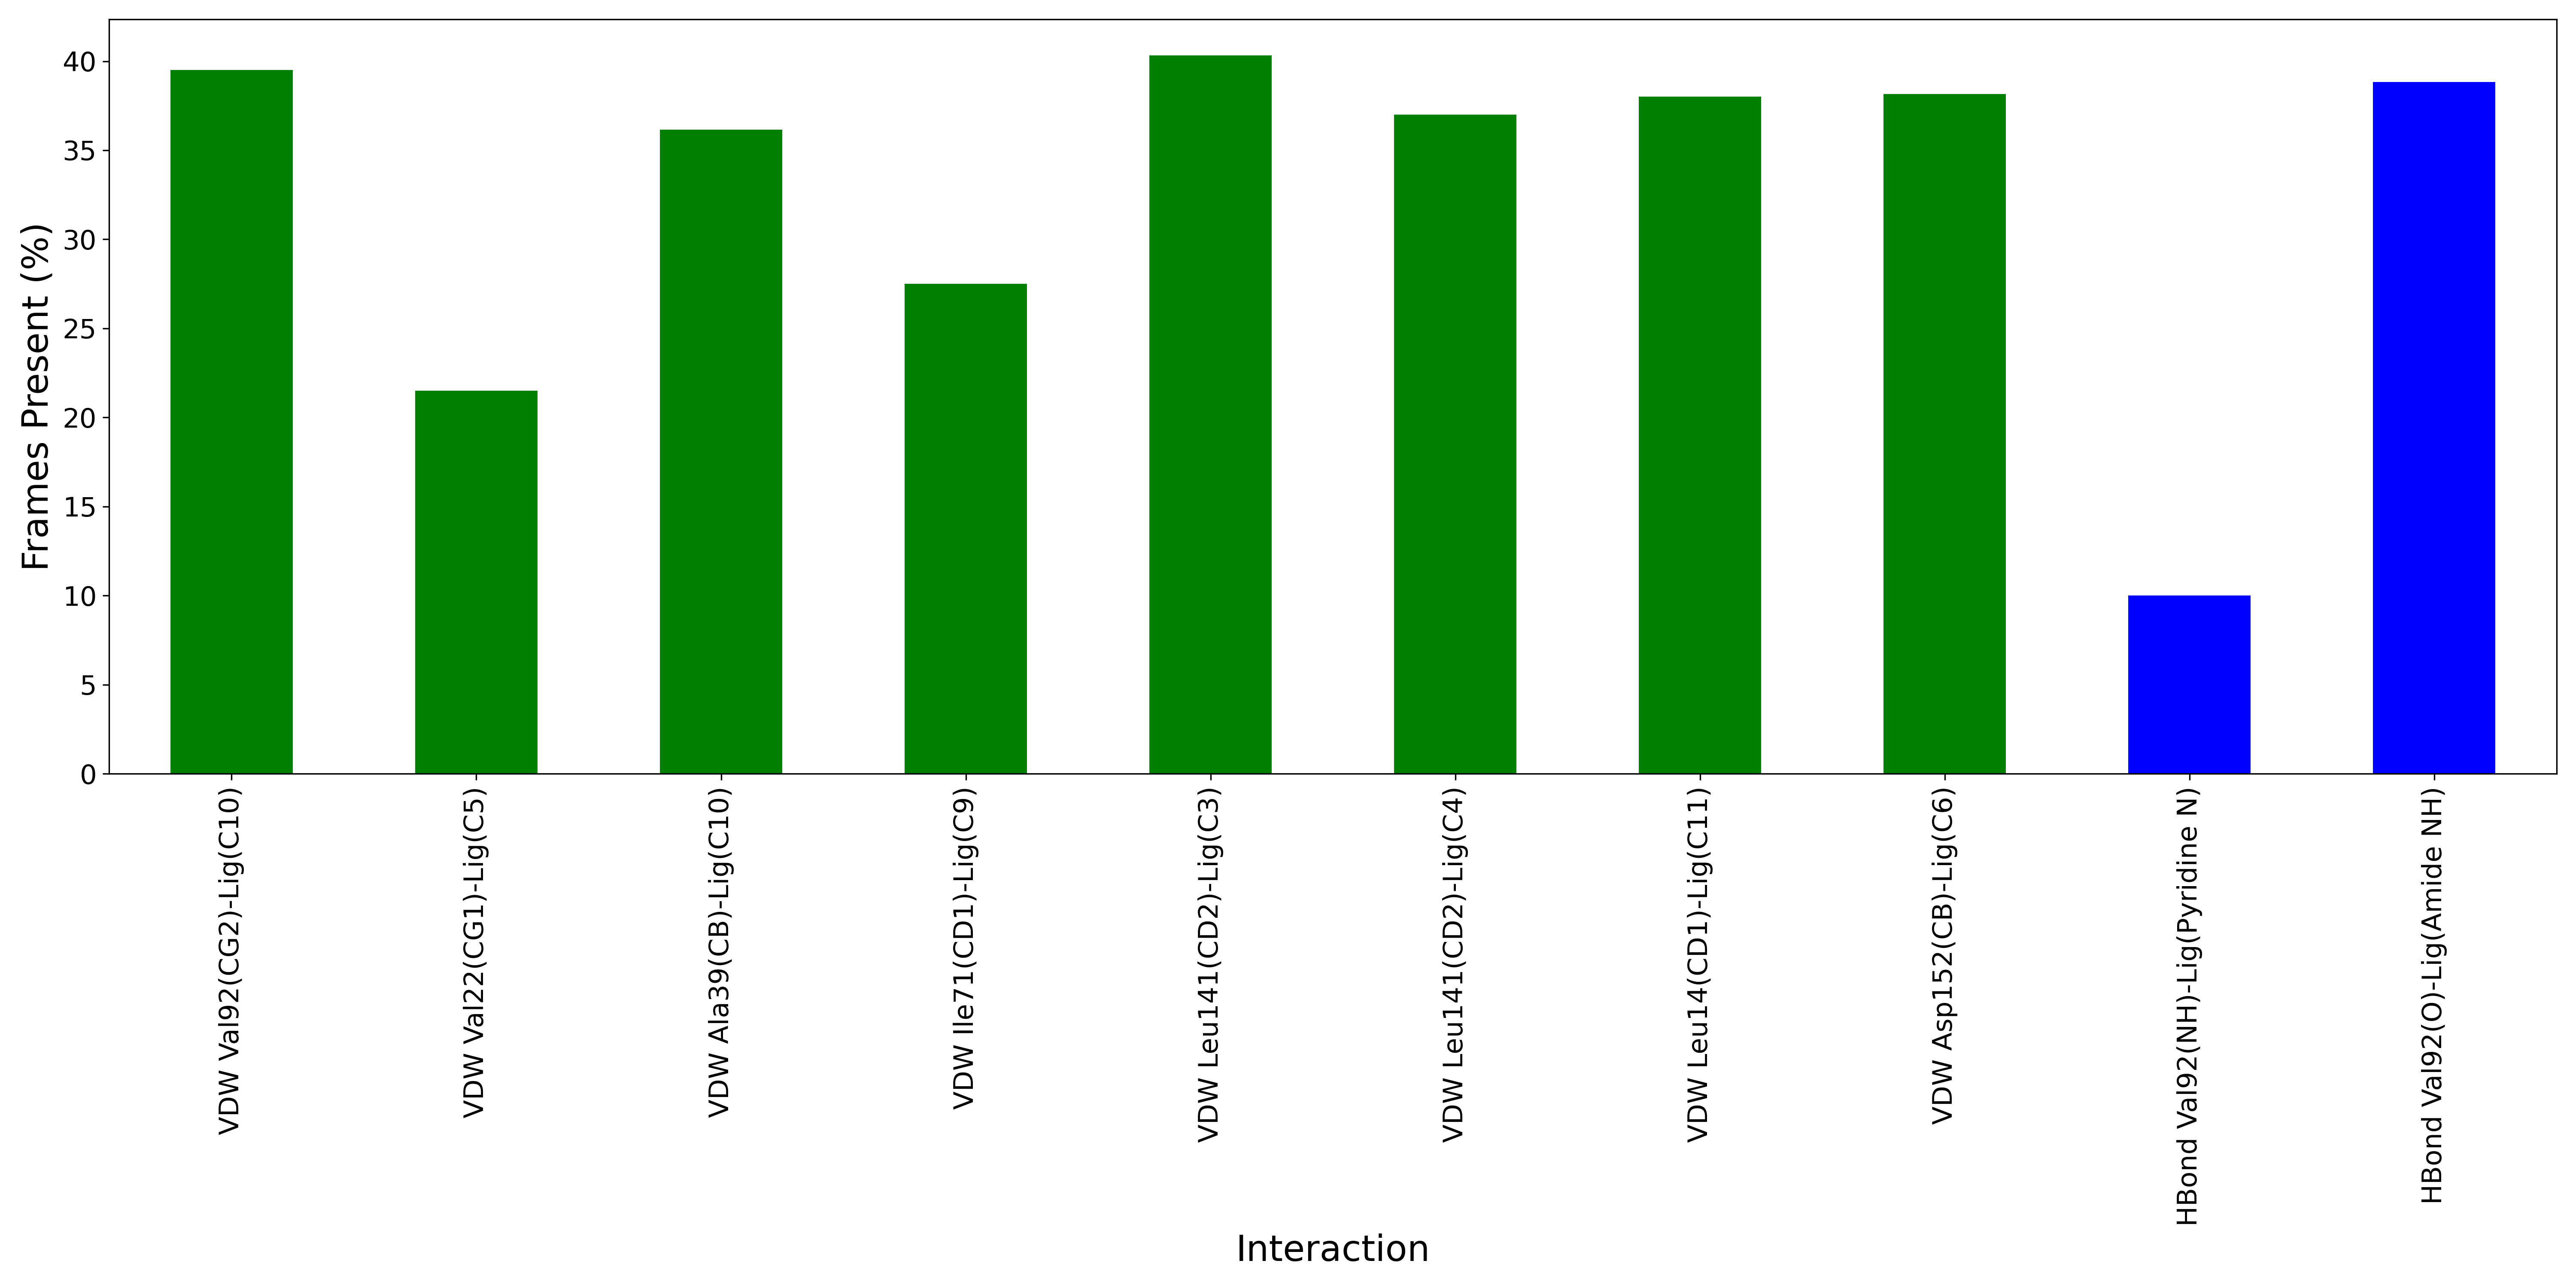 Frames Present (%)
40
35
30
25
20
15
10
5
0
VDW Val92(CG2)-Lig(C10)
VDW Val22(CG1)-Lig(C5)
VDW Ala39(CB)-Lig(C10)
VDW Ile71(CD1)-Lig(C9)
VDW Leu141(CD2)-Lig(C3)
VDW Leu141(CD2)-Lig(C4)
VDW Leu14(CD1)-Lig(C11)
VDW Asp152(CB)-Lig(C6)
HBond Val92(NH)-Lig(Pyridine N)
HBond Val92(O)-Lig(Amide NH)
Interaction